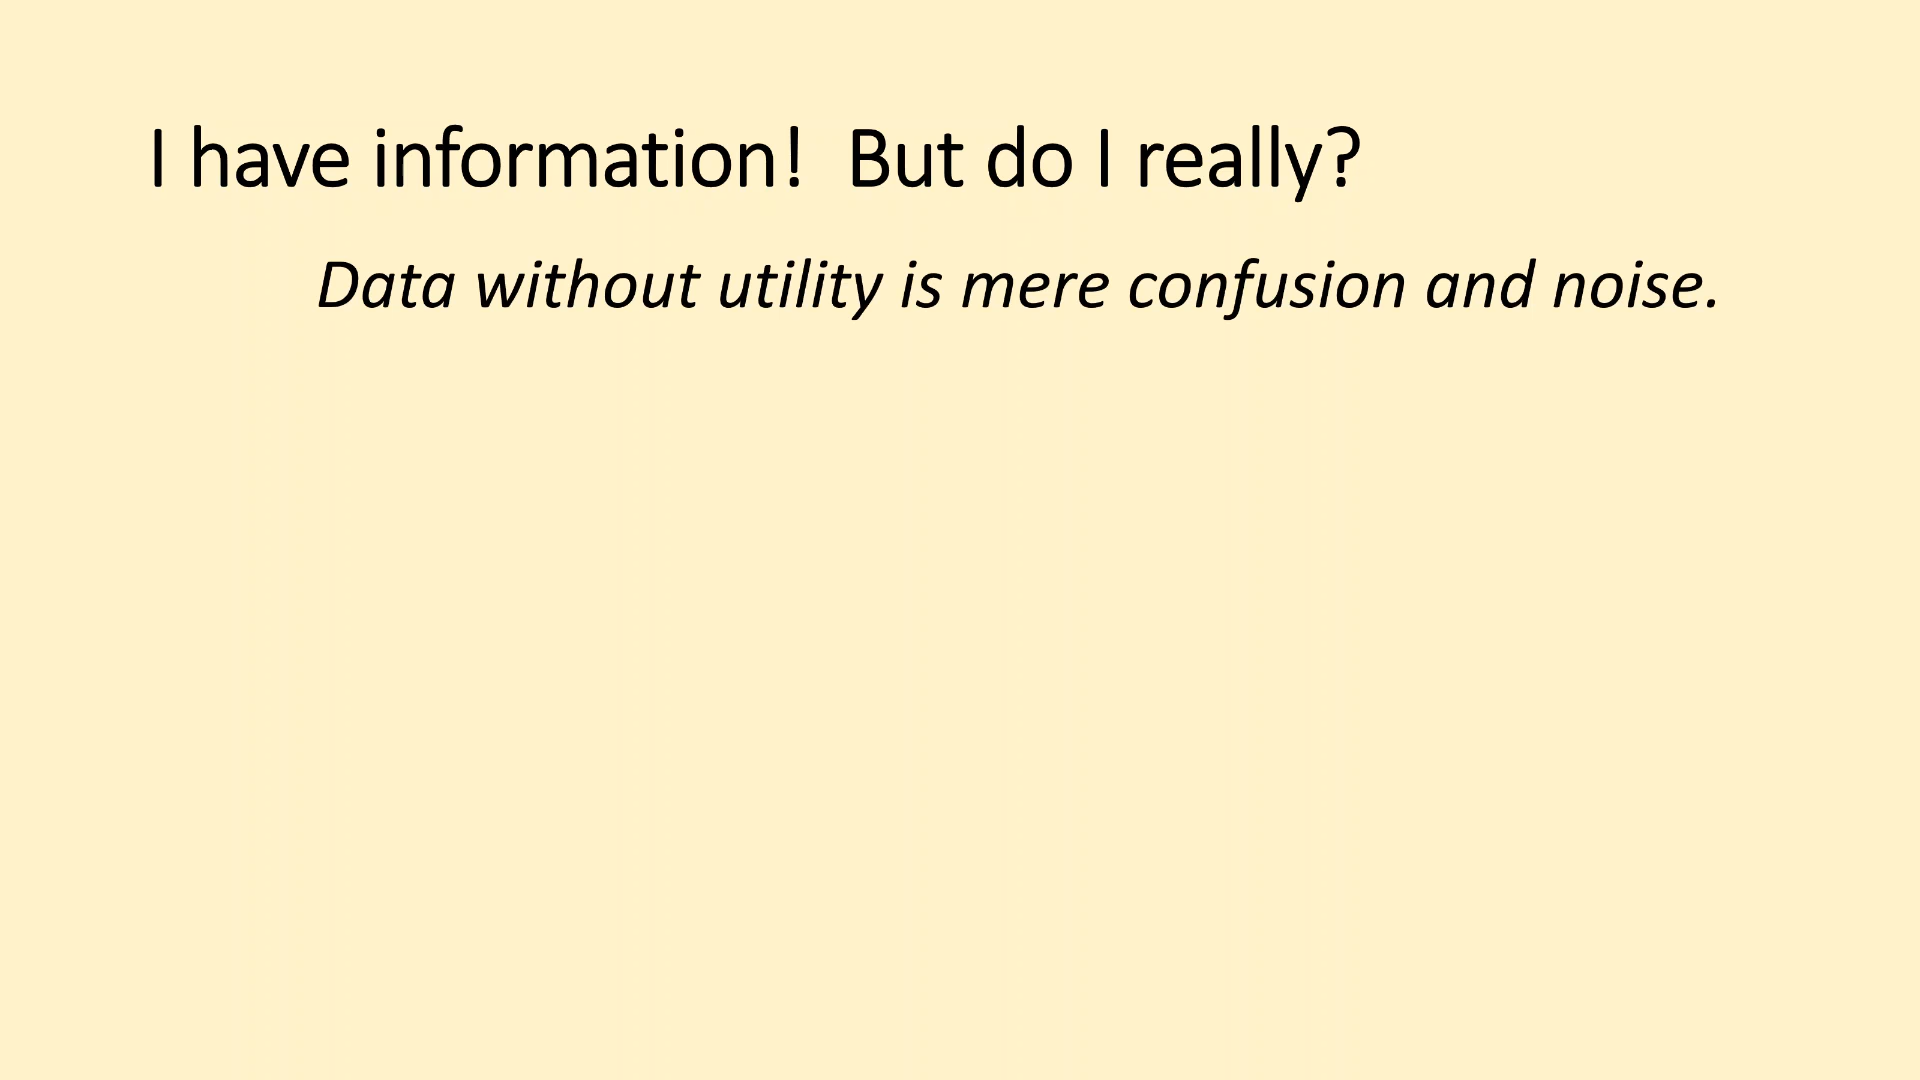 I have information!  But do I really?
Data without utility is mere confusion and noise.